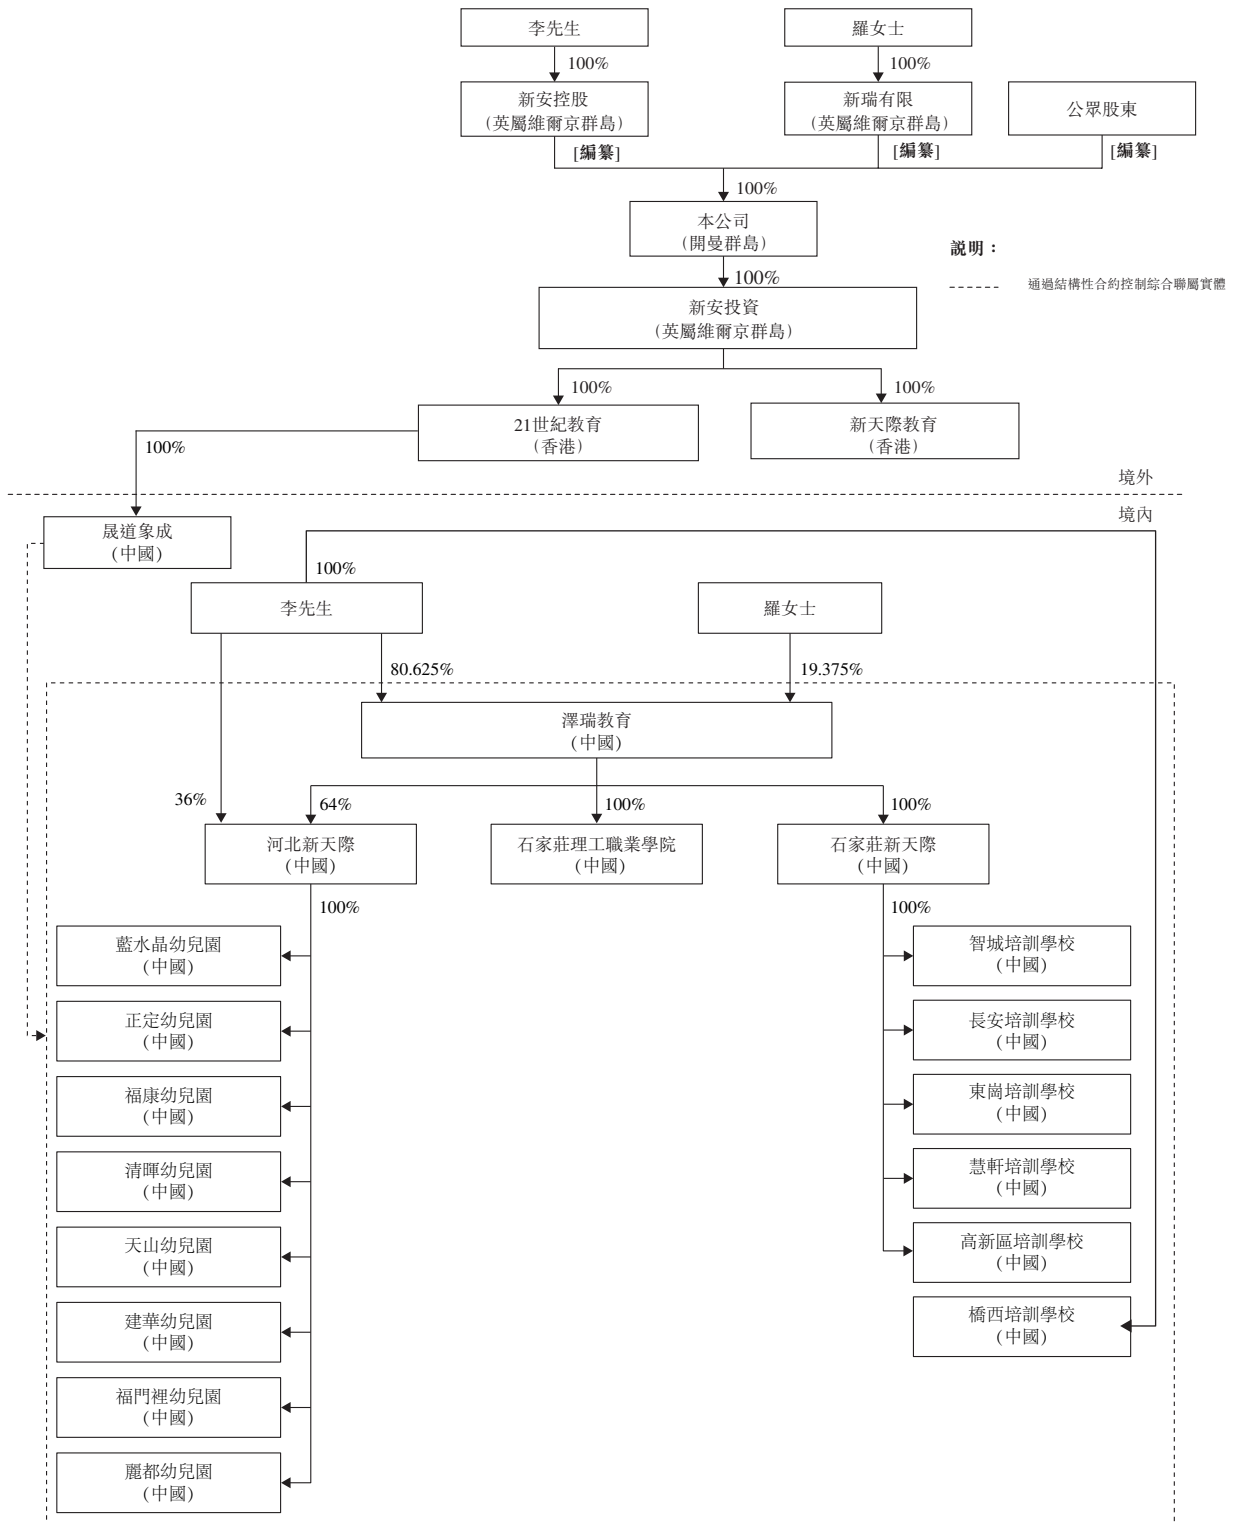 李先生
羅女士
100%
100%
新安控股
(英屬維爾京群島)
新瑞有限
(英屬維爾京群島)
公眾股東
[編纂]
[編纂]
[編纂]
100%
本公司
(開曼群島)
說明：
100%
通過結構性合約控制綜合聯屬實體
新安投資
(英屬維爾京群島)
100%
100%
21世紀教育
(香港)
新天際教育
(香港)
100%
境外
境內
晟道象成
(中國)
100%
李先生
羅女士
80.625%
19.375%
澤瑞教育
(中國)
36%
64%
100%
100%
河北新天際
(中國)
石家莊理工職業學院
(中國)
石家莊新天際
(中國)
100%
100%
藍水晶幼兒園
(中國)
智城培訓學校
(中國)
正定幼兒園
(中國)
長安培訓學校
(中國)
福康幼兒園
(中國)
東崗培訓學校
(中國)
清暉幼兒園
(中國)
慧軒培訓學校
(中國)
天山幼兒園
(中國)
高新區培訓學校
(中國)
建華幼兒園
(中國)
橋西培訓學校
(中國)
福門裡幼兒園
(中國)
麗都幼兒園
(中國)